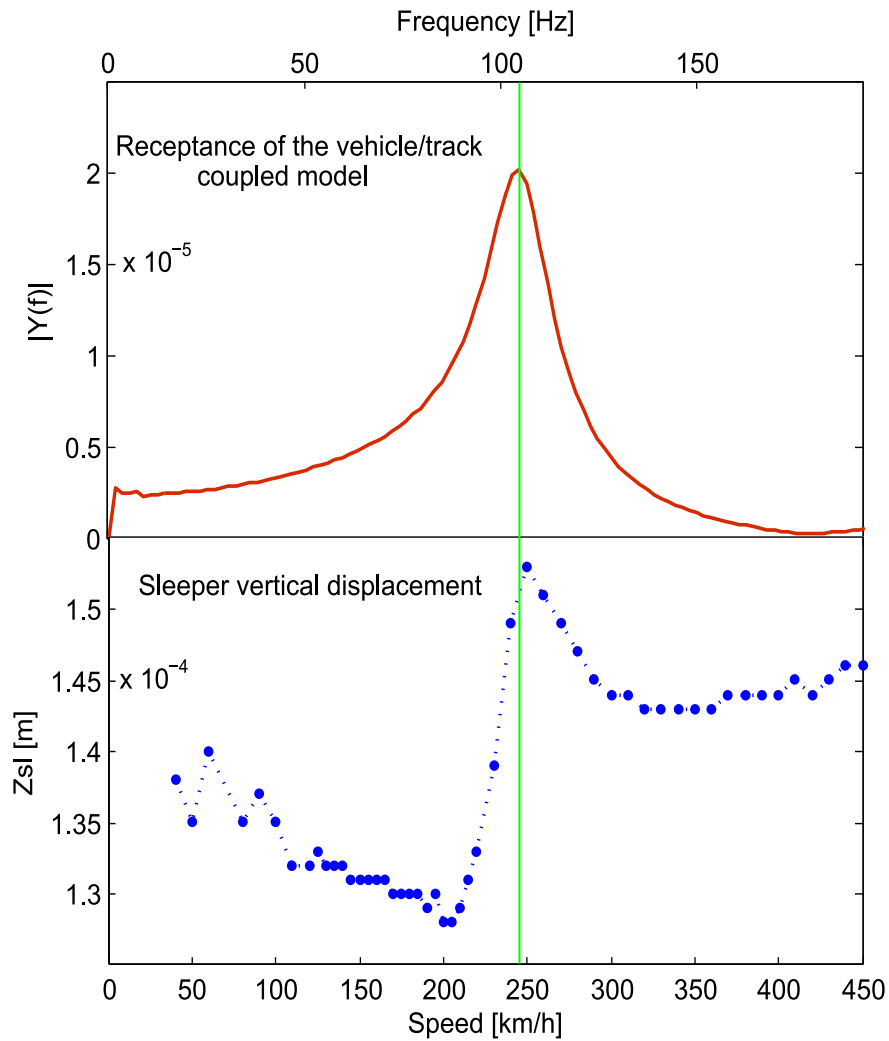 Frequency [Hz]
0 50 100 150
Receptance of the vehicle/track
coupled model
x 10⁻⁵
|Y(f)|
2
1.5
1
0.5
0
Sleeper vertical displacement
x 10⁻⁴
Zsl [m]
1.5
1.45
1.4
1.35
1.3
0 50 100 150 200 250 300 350 400 450
Speed [km/h]